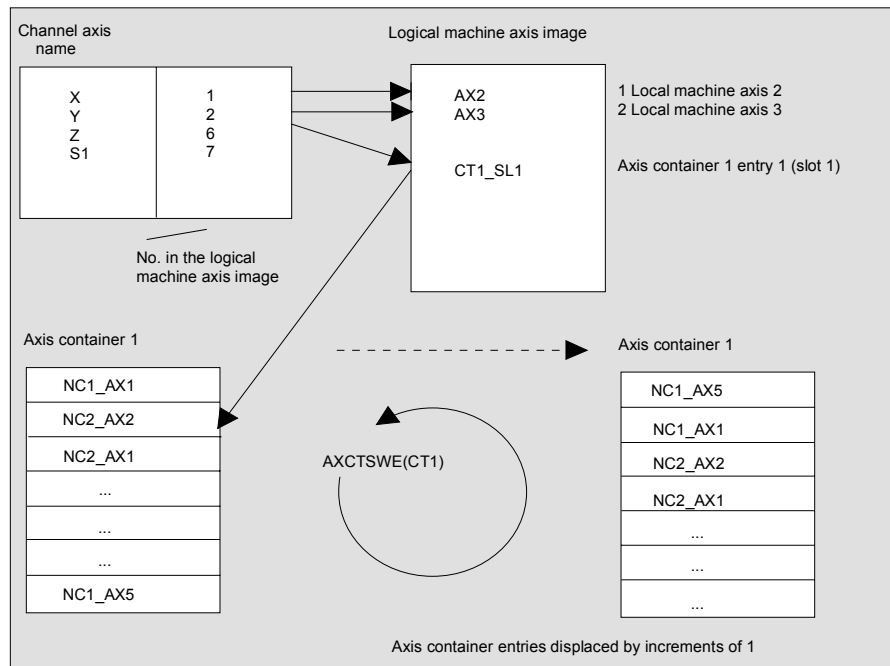 Channel axis
name
Logical machine axis image
X
Y
Z
S1
1
2
6
7
AX2
AX3
CT1_SL1
1 Local machine axis 2
2 Local machine axis 3
Axis container 1 entry 1 (slot 1)
No. in the logical
machine axis image
Axis container 1
NC1_AX1
NC2_AX2
NC2_AX1
...
...
...
NC1_AX5
AXCTSWE(CT1)
Axis container 1
NC1_AX5
NC1_AX1
NC2_AX2
NC2_AX1
...
...
...
Axis container entries displaced by increments of 1